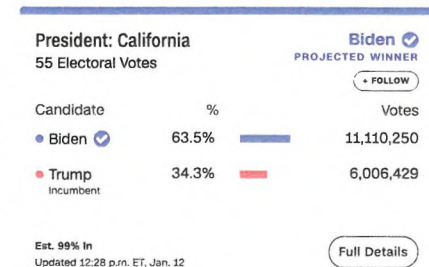 President: California
Biden
55 Electoral Votes
PROJECTED WINNER
+ FOLLOW
Candidate % Votes
Biden 63.5% 11,110,250
Trump 34.3% 6,006,429
Incumbent
Est. 99% In
Updated 12:28 p.m. ET, Jan. 12
Full Details